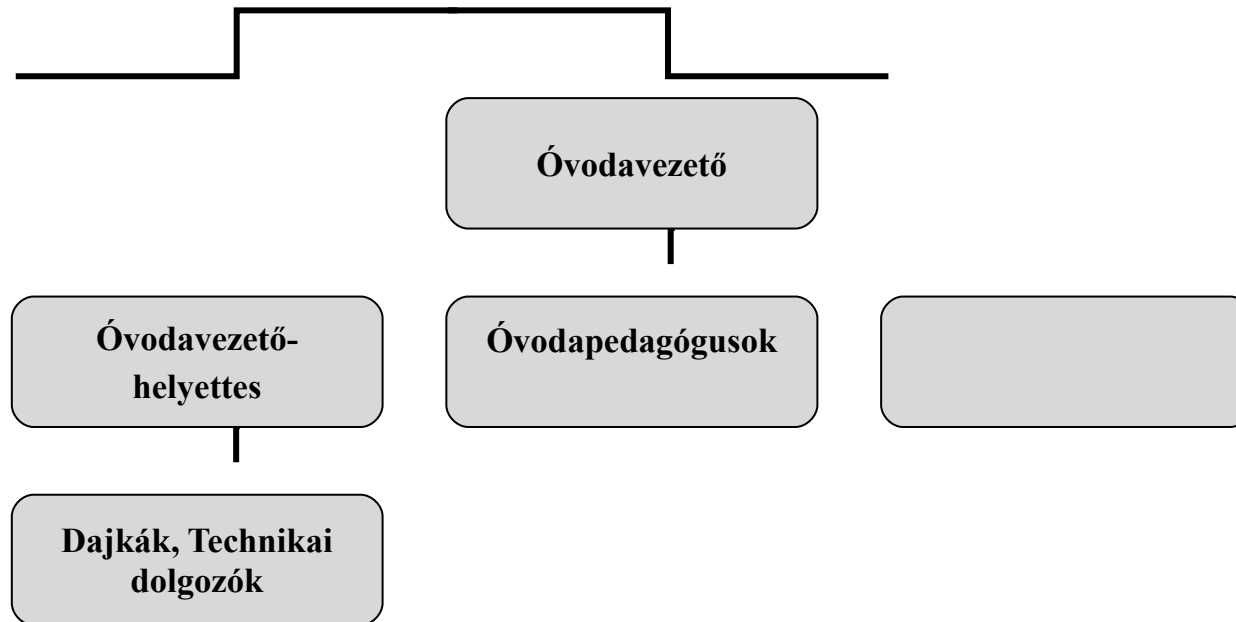 Óvodavezető
Óvodavezető-
helyettes
Óvodapedagógusok
Dajkák, Technikai
dolgozók